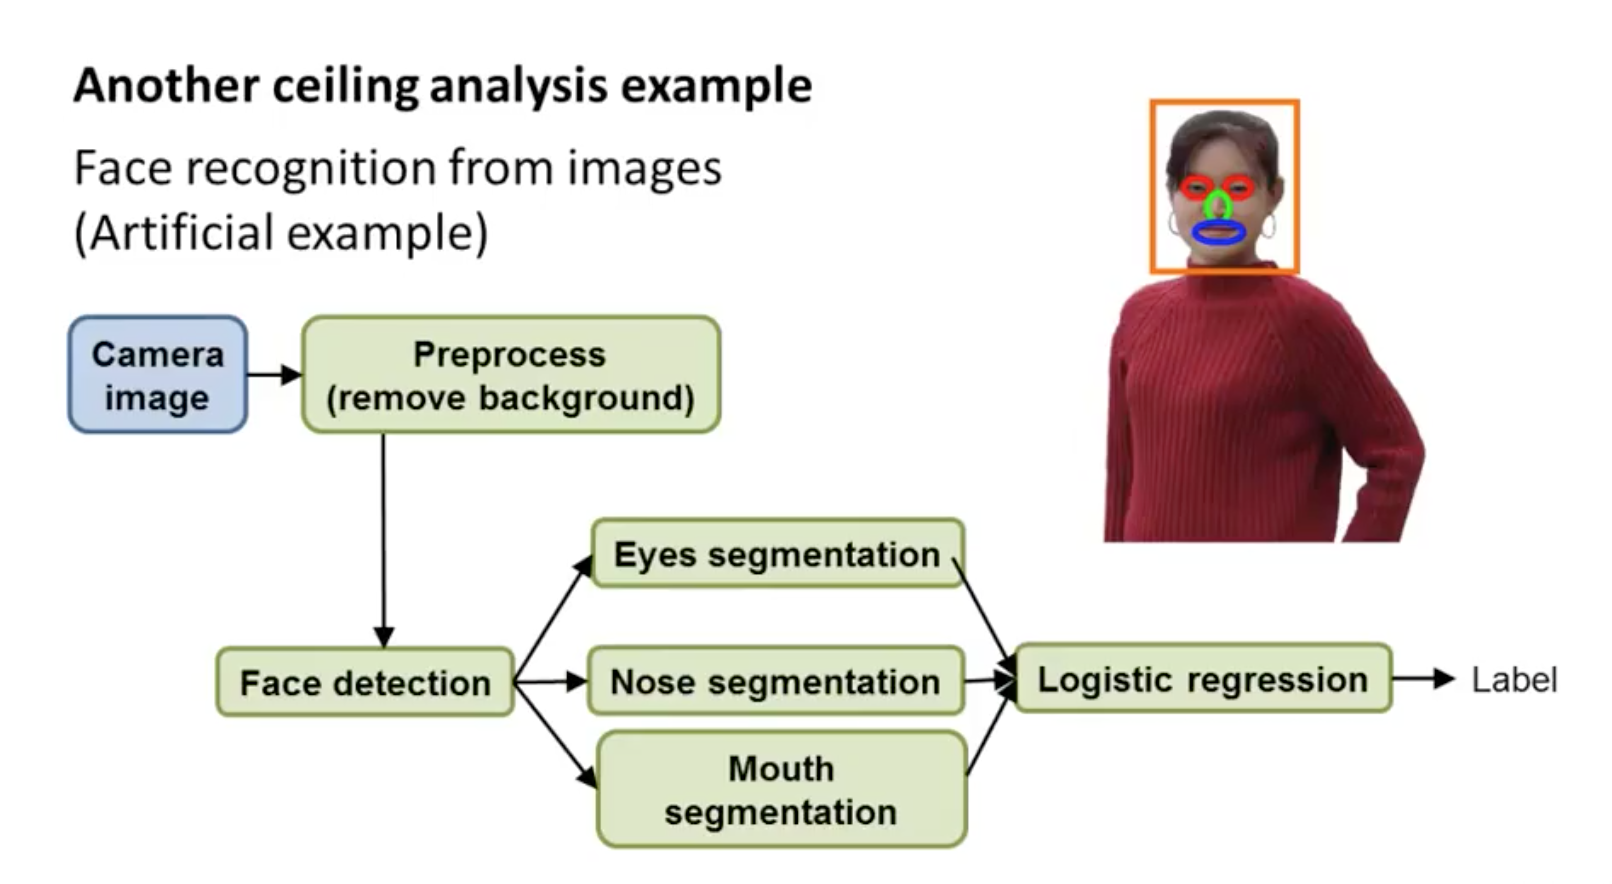 Another ceiling analysis example
Face recognition from images
(Artificial example)
Camera
image
Preprocess
(remove background)
Eyes segmentation
Face detection
Nose segmentation
Logistic regression
Label
Mouth
segmentation